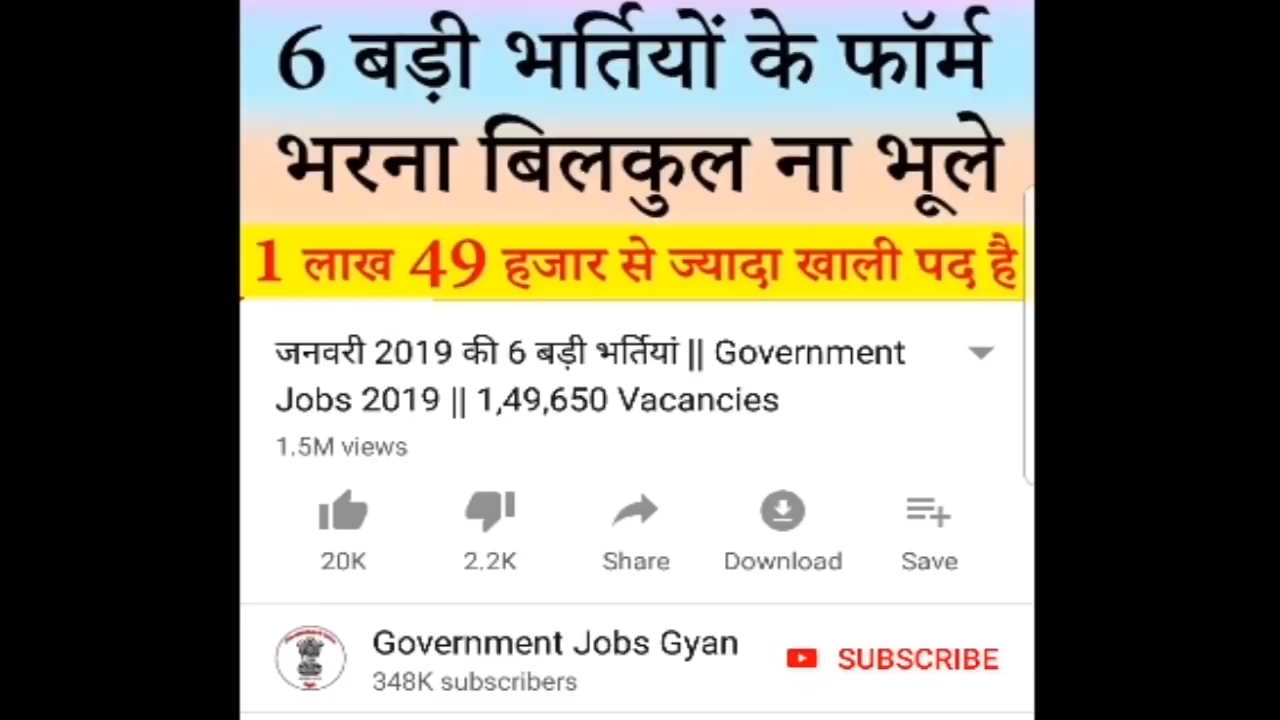 6 बड़ी भर्तियों के फॉर्म
भरना बिलकुल ना भूले
1 लाख 49 हजार से ज्यादा खाली पद है
जनवरी 2019 की 6 बड़ी भर्तियां || Government
Jobs 2019 || 1,49,650 Vacancies
1.5M views
20K 2.2K Share Download Save
Government Jobs Gyan
SUBSCRIBE
348K subscribers